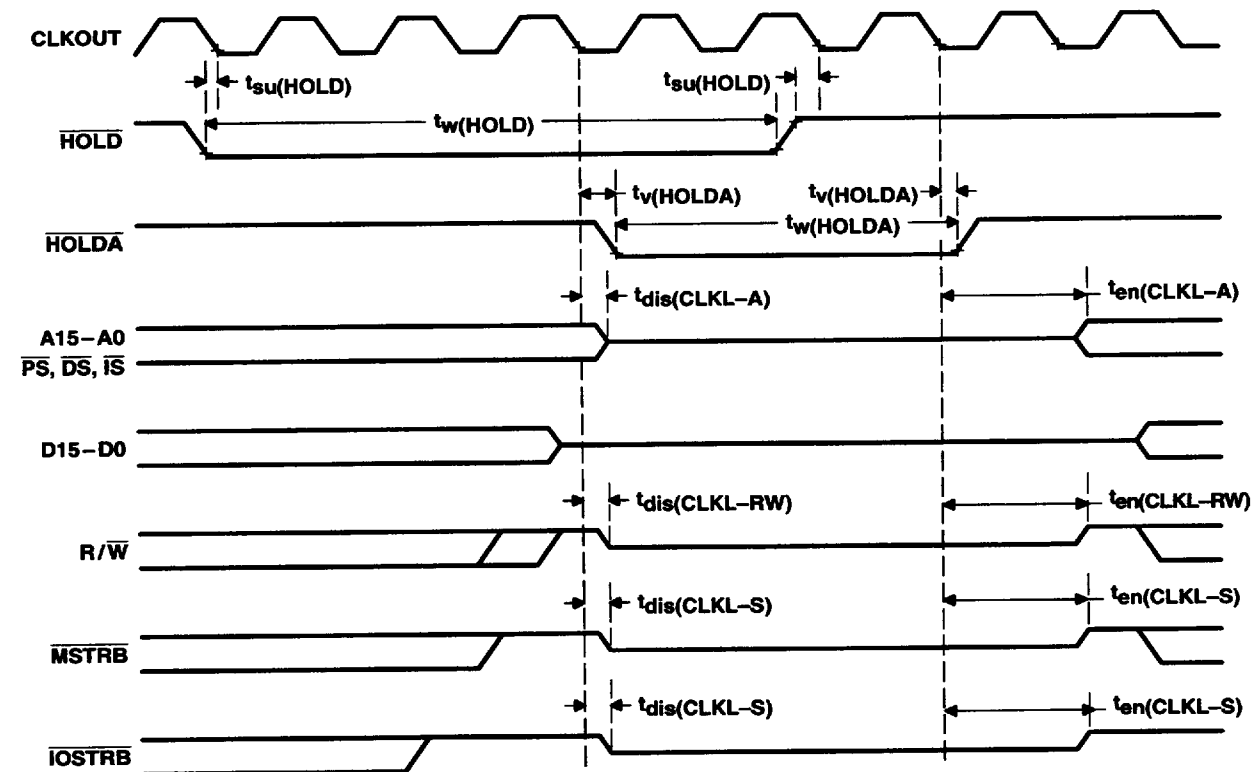 CLKOUT
tsu(HOLD)
tsu(HOLD)
HOLD
tw(HOLD)
tv(HOLDA)
tv(HOLDA)
HOLDA
tw(HOLDA)
tdis(CLKL–A)
ten(CLKL–A)
A15–A0
PS, DS, IS
D15–D0
tdis(CLKL–RW)
ten(CLKL–RW)
R/W
tdis(CLKL–S)
ten(CLKL–S)
MSTRB
tdis(CLKL–S)
ten(CLKL–S)
IOSTRB